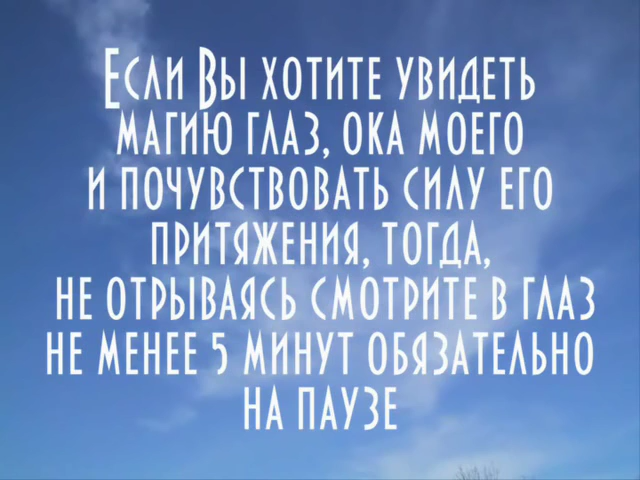 Если Вы хотите увидеть
магию глаз, ока моего
и почувствовать силу его
притяжения, тогда,
не отрываясь смотрите в глаз
не менее 5 минут обязательно
на паузе